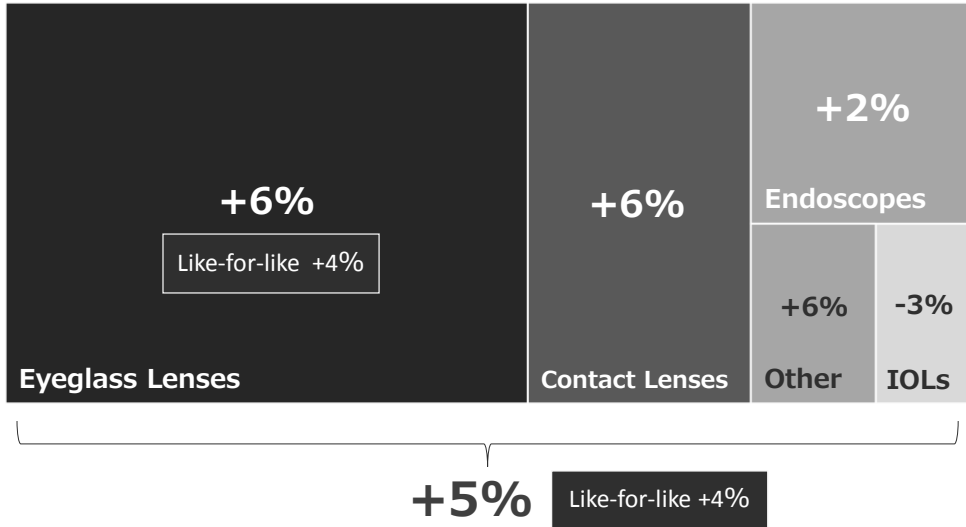 +6%
Like-for-like +4%
Eyeglass Lenses
+6%
Contact Lenses
+2%
Endoscopes
+6%
Other
-3%
IOLs
+5%
Like-for-like +4%